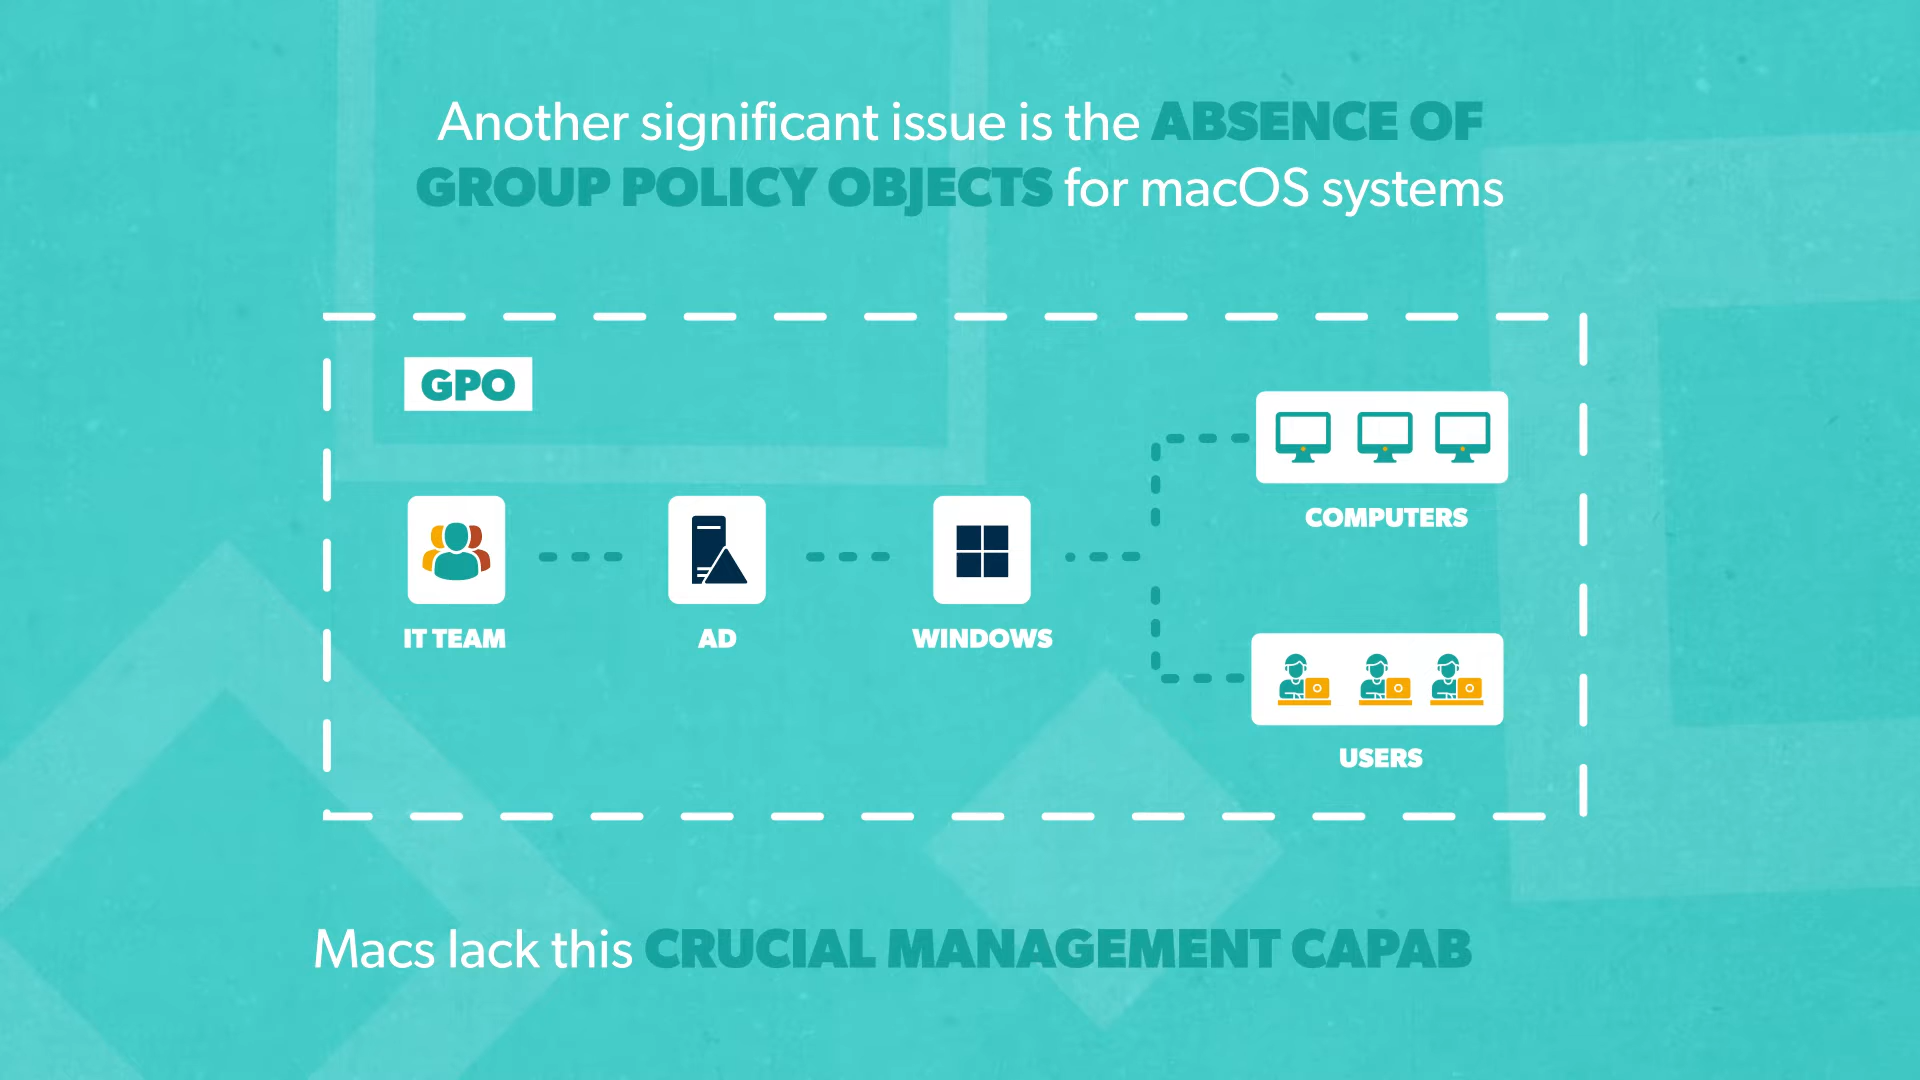 Another significant issue is the ABSENCE OF
GROUP POLICY OBJECTS for macOS systems
GPO
COMPUTERS
IT TEAM
AD
WINDOWS
USERS
Macs lack this CRUCIAL MANAGEMENT CAPAB